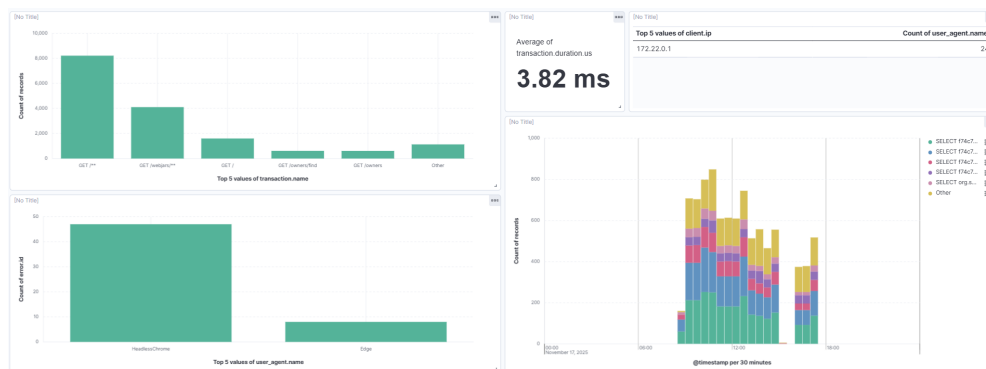 [No Title]
10,000
8,000
6,000
4,000
2,000
0
Count of records
GET /**
GET /webjars/**
GET /
GET /owners/find
GET /owners
Other
Top 5 values of transaction.name
[No Title]
Average of
transaction.duration.us
3.82 ms
[No Title]
Top 5 values of client.ip
Count of user_agent.name
172.22.0.1
[No Title]
50
40
30
20
10
0
Count of error.id
HeadlessChrome
Edge
Top 5 values of user_agent.name
[No Title]
1,000
800
600
400
200
0
Count of records
November 17, 2025
12:00
@timestamp per 30 minutes
SELECT f74c7...
SELECT f74c7...
SELECT f74c7...
SELECT f74c7...
SELECT org.s...
Other